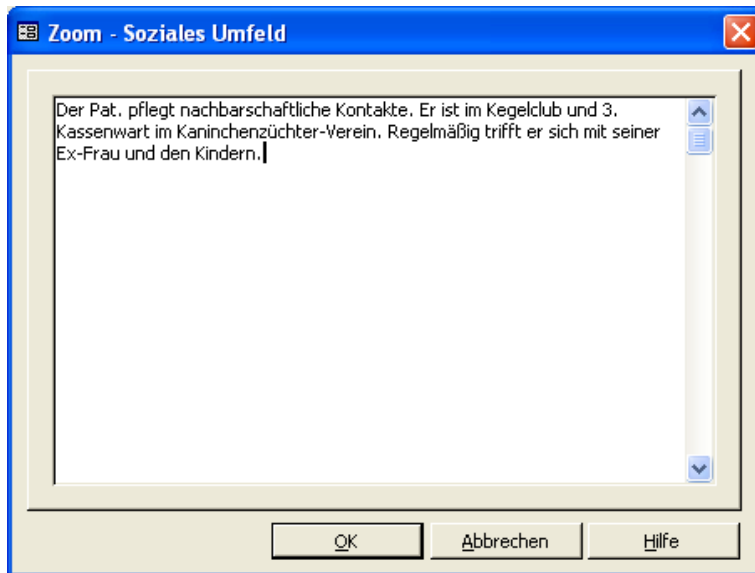 Zoom - Soziales Umfeld
Der Pat. pflegt nachbarschaftliche Kontakte. Er ist im Kegelclub und 3.
Kassenwart im Kaninchenzüchter-Verein. Regelmäßig trifft er sich mit seiner
Ex-Frau und den Kindern.
OK Abbrechen Hilfe